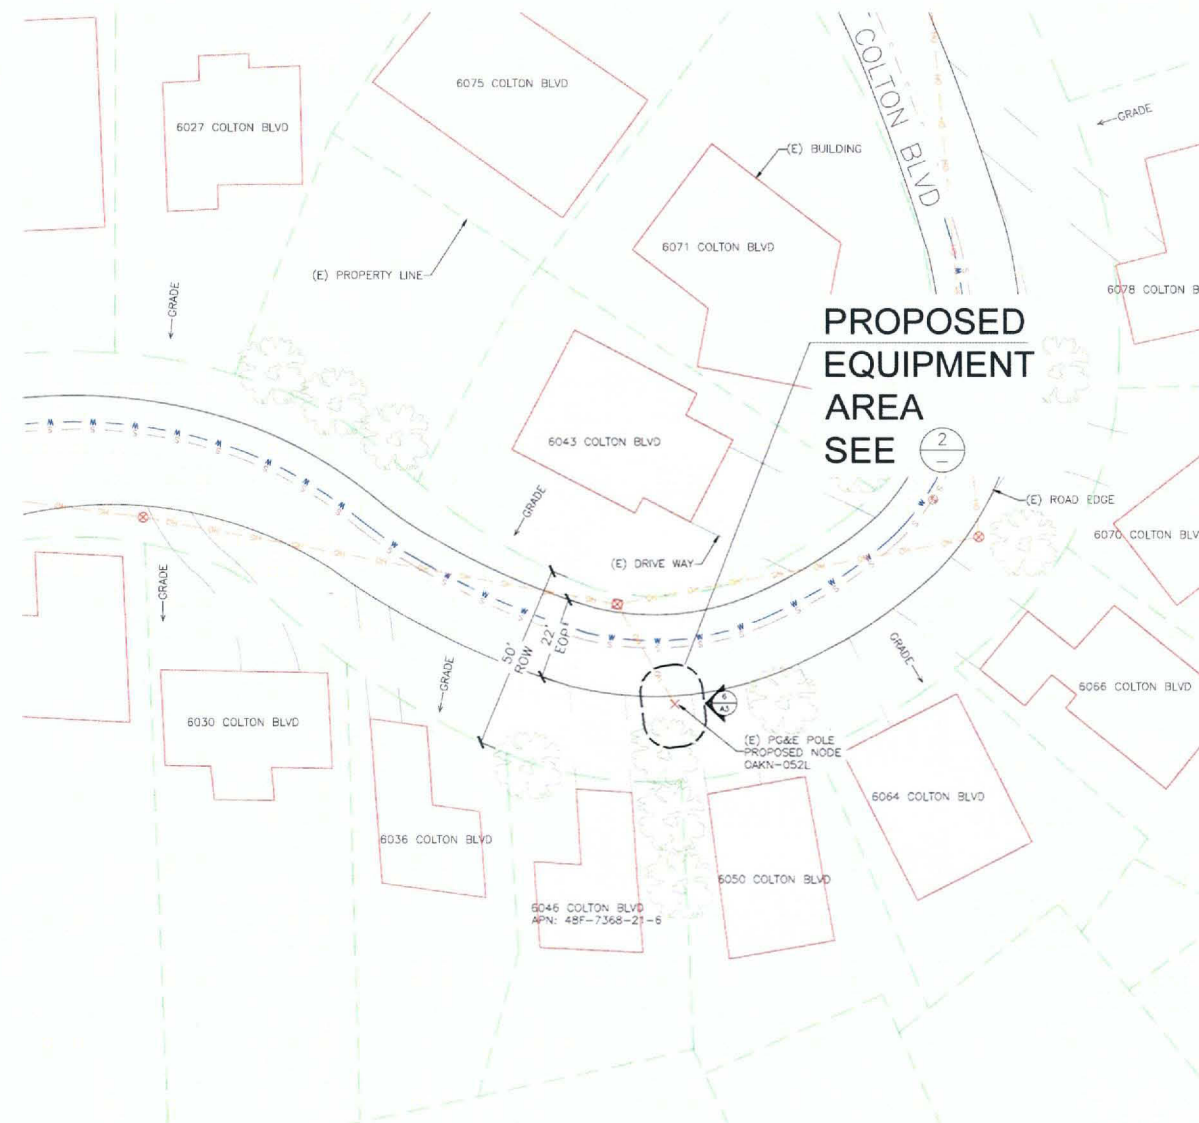 COLTON BLVD
6075 COLTON BLVD
6027 COLTON BLVD
←GRADE
(E) BUILDING
6071 COLTON BLVD
(E) PROPERTY LINE
←GRADE
6078 COLTON B
PROPOSED
EQUIPMENT
AREA
SEE
2
—
6043 COLTON BLVD
←GRADE
(E) ROAD EDGE
6070 COLTON BLV
(E) DRIVE WAY
←GRADE
50'
ROW
22'
GRADE→
←GRADE
6066 COLTON BLVD
6030 COLTON BLVD
6
A3
(E) PG&E POLE
PROPOSED NODE
OAKN-052L
6064 COLTON BLVD
6036 COLTON BLVD
6050 COLTON BLVD
6046 COLTON BLVD
APN: 48F-7368-21-6